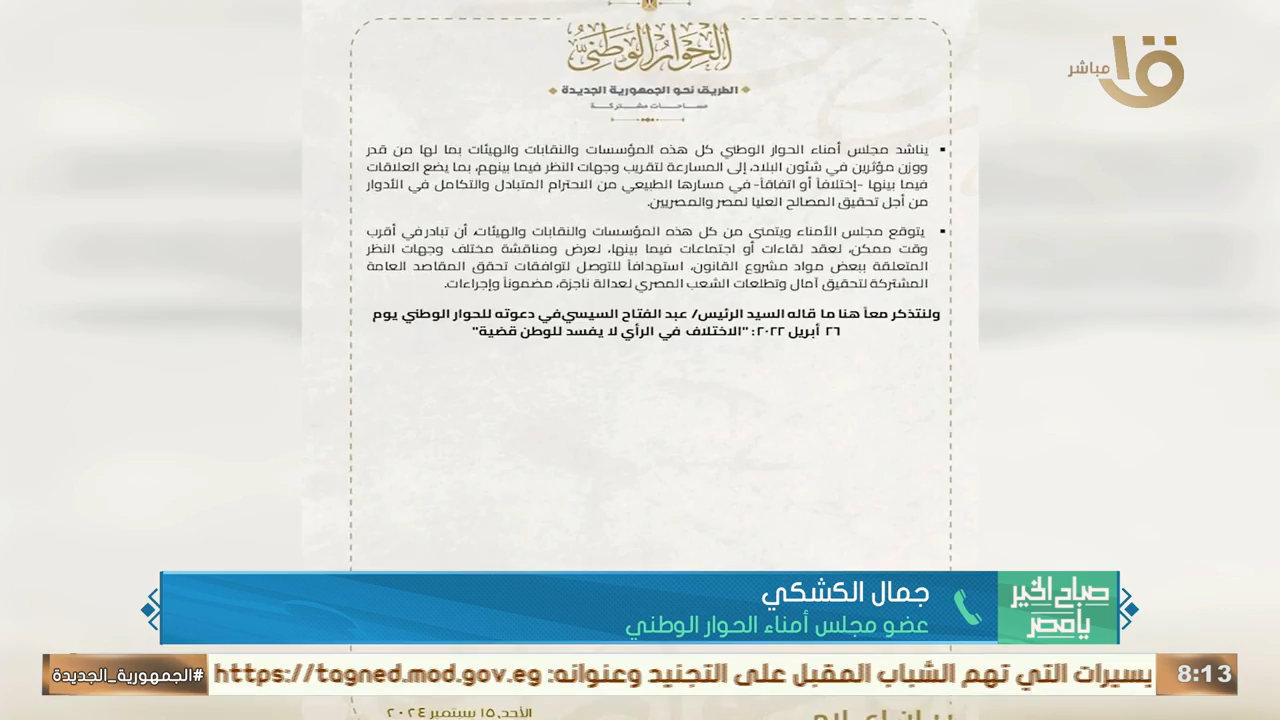 الحوار الوطني
الطريق نحو الجمهورية الجديدة
مساحات مشتركة
مباشر
يناشد مجلس أمناء الحوار الوطني كل هذه المؤسسات والنقابات والهيئات بما لها من قدر
ووزن مؤثرين في شئون البلاد، إلى المسارعة لتقريب وجهات النظر فيما بينهم، بما يضع العلاقات
فيما بينها -إختلافاً أو اتفاقاً- في مسارها الطبيعي من الاحترام المتبادل والتكامل في الأدوار
من أجل تحقيق المصالح العليا لمصر والمصريين.
يتوقع مجلس الأمناء ويتمنى من كل هذه المؤسسات والنقابات والهيئات، أن تبادر في أقرب
وقت ممكن، لعقد لقاءات أو اجتماعات فيما بينها، لعرض ومناقشة مختلف وجهات النظر
المتعلقة ببعض مواد مشروع القانون، استهدافاً للتوصل لتوافقات تحقق المقاصد العامة
المشتركة لتحقيق آمال وتطلعات الشعب المصري لعدالة ناجزة، مضموناً وإجراءات.
ولنتذكر معاً هنا ما قاله السيد الرئيس/ عبد الفتاح السيسي في دعوته للحوار الوطني يوم
٢٦ أبريل ٢٠٢٢: "الاختلاف في الرأي لا يفسد للوطن قضية"
صباح الخير
يا مصر
جمال الكشكي
عضو مجلس أمناء الحوار الوطني
8:13
يسيرات التي تهم الشباب المقبل على التجنيد وعنوانه: https://tagned.mod.gov.eg
#الجمهورية_الجديدة
الأحد، ١٥ سبتمبر ٢٠٢٤